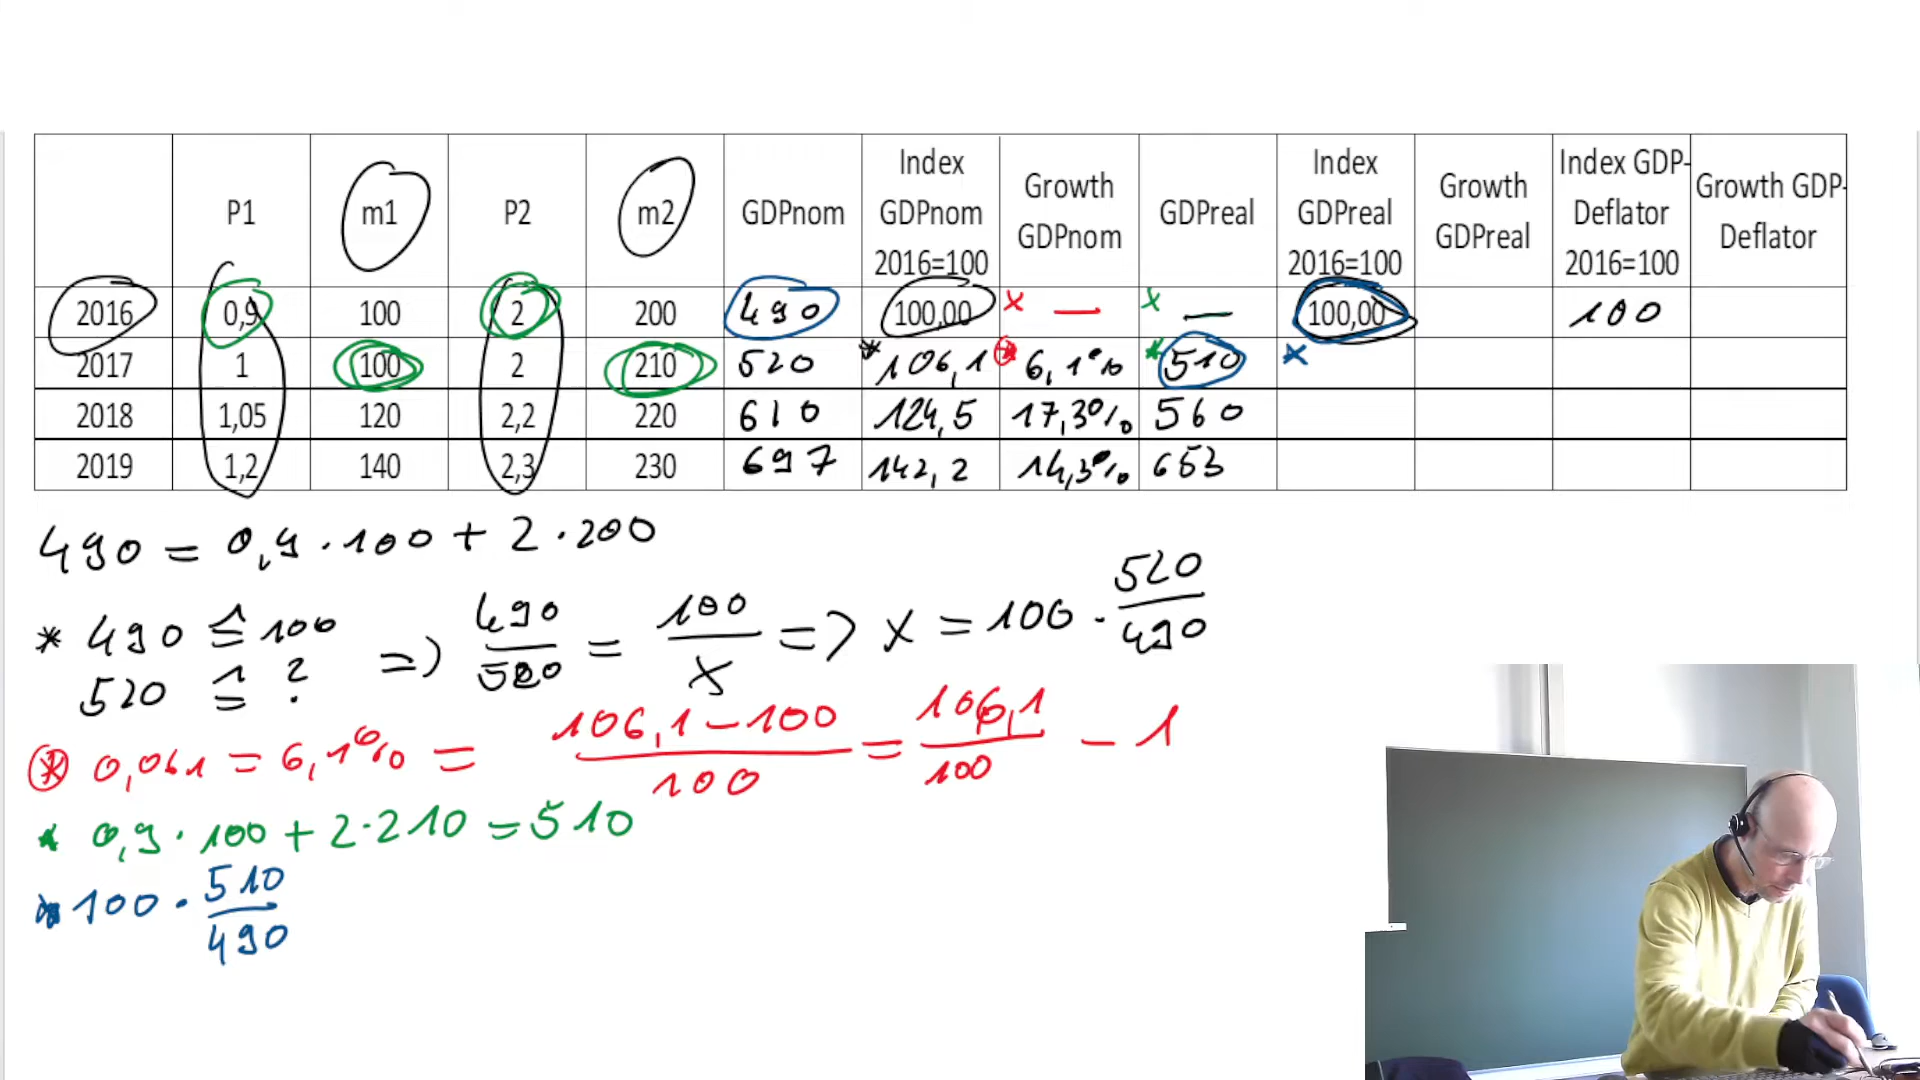 P1 m1 P2 m2 GDPnom Index GDPnom 2016=100 Growth GDPnom GDPreal Index GDPreal 2016=100 Growth GDPreal Index GDP-Deflator 2016=100 Growth GDP-Deflator
2016 0,9 100 2 200 490 100,00 x — x — 100,00 100
2017 1 100 2 210 520 * 106,1 * 6,1% * 510 *
2018 1,05 120 2,2 220 610 124,5 17,3% 560
2019 1,2 140 2,3 230 697 142,2 14,3% 653
490 = 0,9 · 100 + 2 · 200
* 490 ≙ 100 => 490/520 = 100/x => x = 100 · 520/490
520 ≙ ?
* 0,061 = 6,1% = 106,1 – 100/100 = 106,1/100 – 1
* 0,9 · 100 + 2 · 210 = 510
* 100 · 510/490